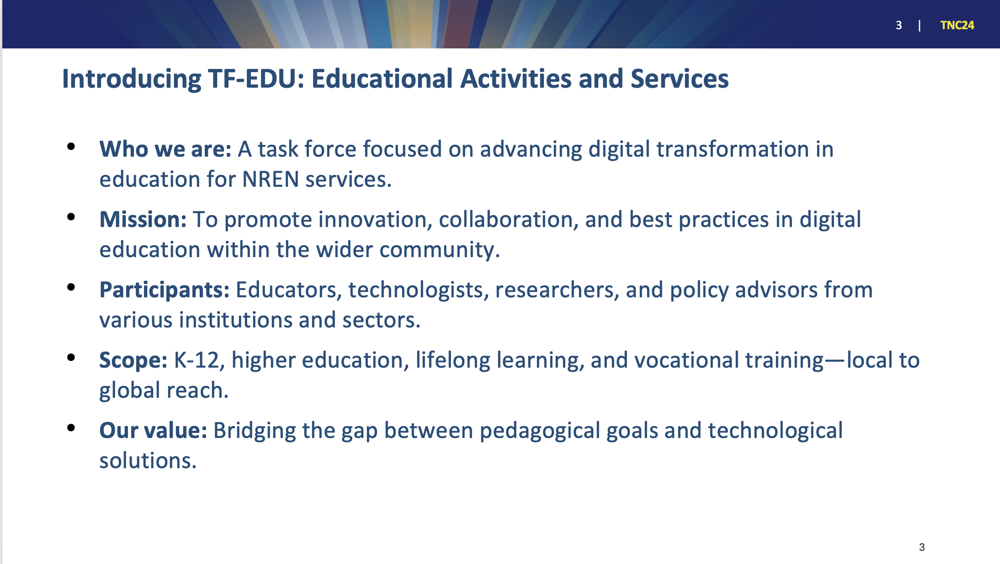 3 | TNC24
Introducing TF-EDU: Educational Activities and Services
• Who we are: A task force focused on advancing digital transformation in
education for NREN services.
• Mission: To promote innovation, collaboration, and best practices in digital
education within the wider community.
• Participants: Educators, technologists, researchers, and policy advisors from
various institutions and sectors.
• Scope: K-12, higher education, lifelong learning, and vocational training—local to
global reach.
• Our value: Bridging the gap between pedagogical goals and technological
solutions.
3